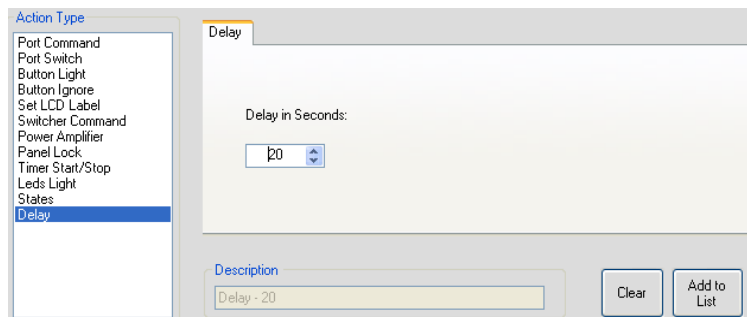 Action Type
Port Command
Port Switch
Button Light
Button Ignore
Set LCD Label
Switcher Command
Power Amplifier
Panel Lock
Timer Start/Stop
Leds Light
States
Delay
Delay
Delay in Seconds:
20
Description
Delay - 20
Clear
Add to
List